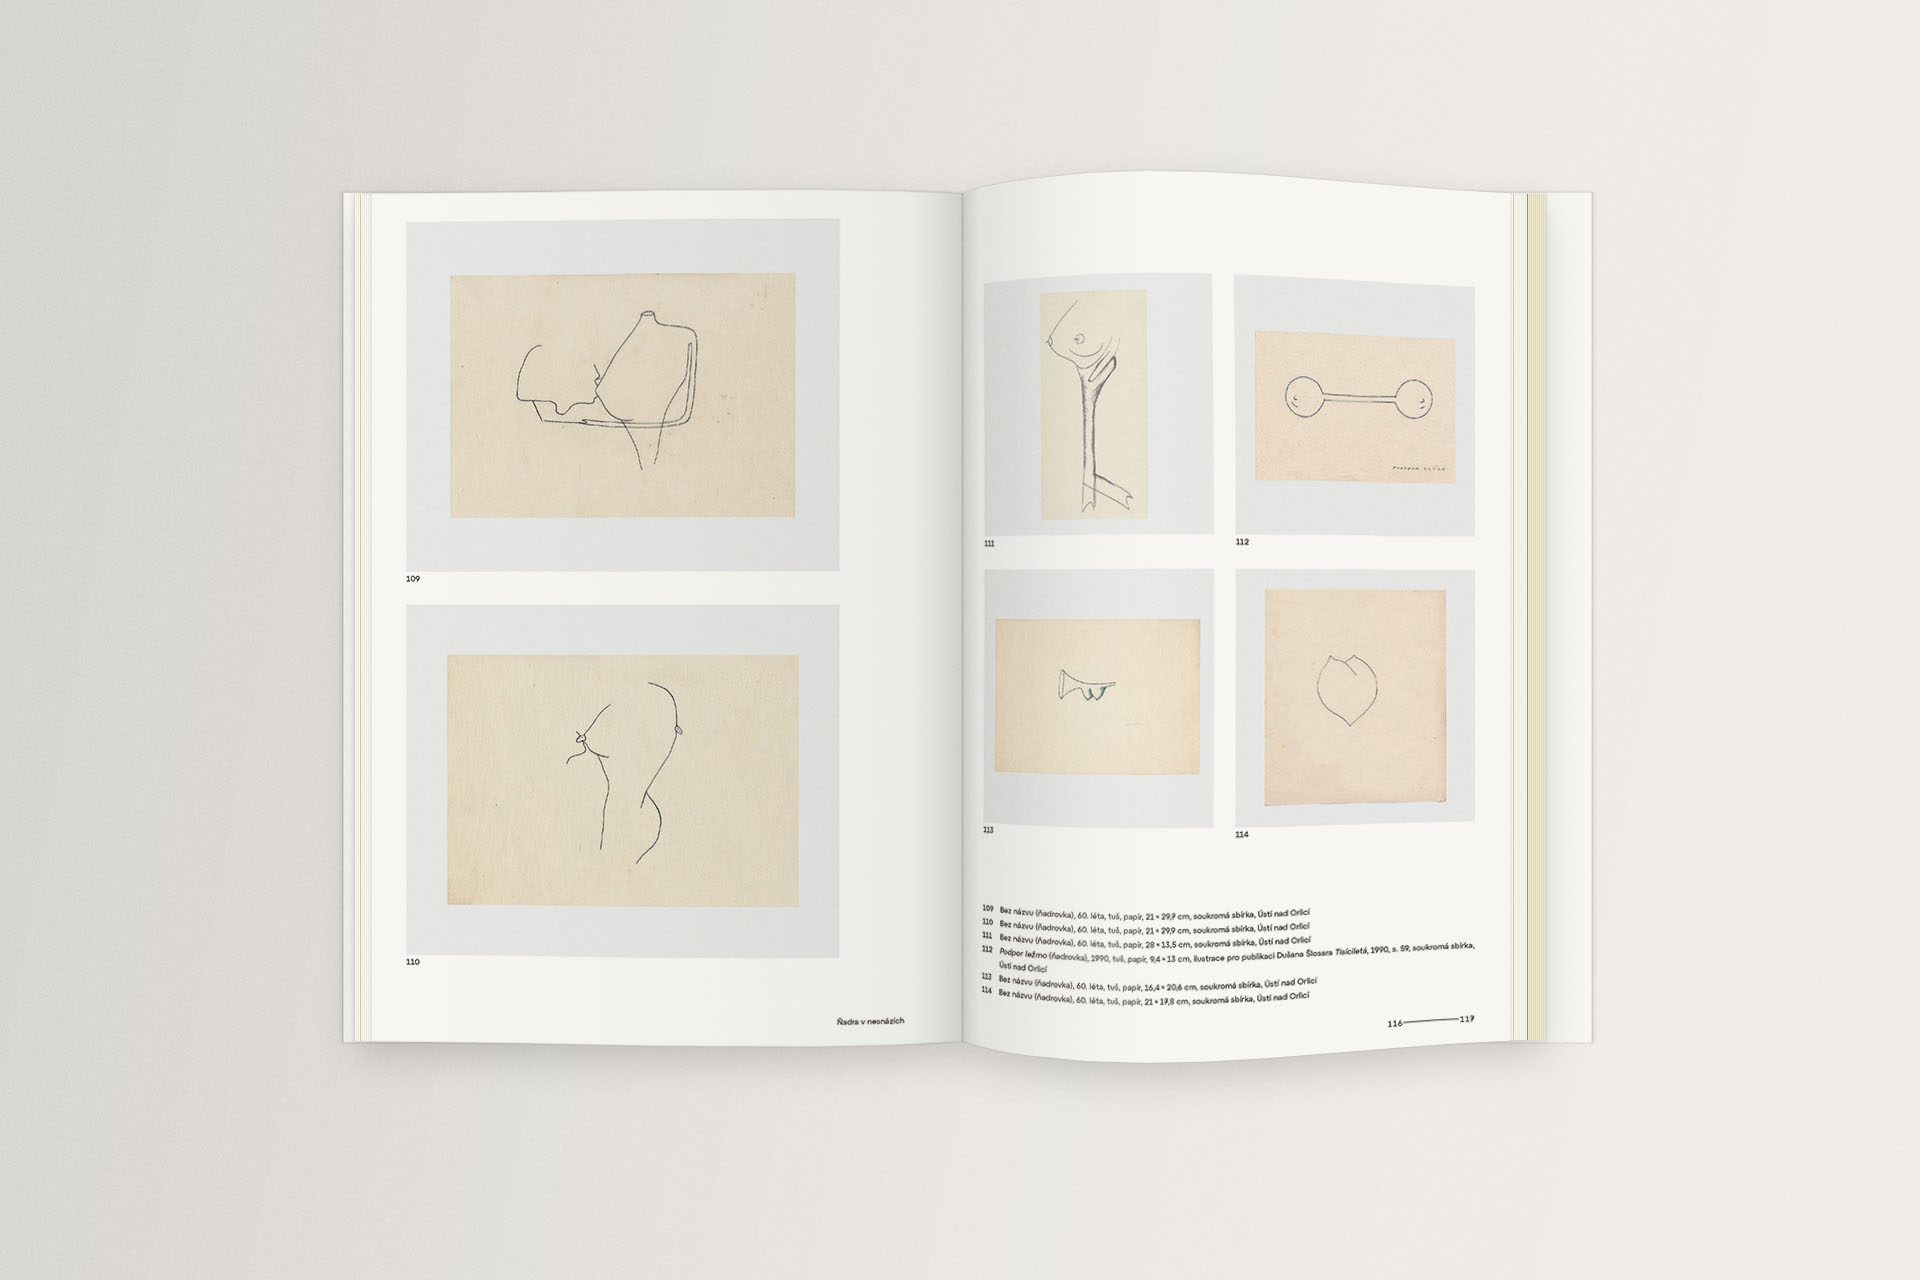 109
110
Ňadra v nesnázích
111
112
113
114
109 Bez názvu (ňadrovka), 60. léta, tuš, papír, 21 × 29,7 cm, soukromá sbírka, Ústí nad Orlicí
110 Bez názvu (ňadrovka), 60. léta, tuš, papír, 21 × 29,9 cm, soukromá sbírka, Ústí nad Orlicí
111 Bez názvu (ňadrovka), 60. léta, tuš, papír, 28 × 13,5 cm, soukromá sbírka, Ústí nad Orlicí
112 Podpor ležmo (ňadrovka), 1990, tuš, papír, 9,4 × 13 cm, ilustrace pro publikaci Dušana Šlosara Tisíciletá, 1990, s. 59, soukromá sbírka,
Ústí nad Orlicí
113 Bez názvu (ňadrovka), 60. léta, tuš, papír, 16,4 × 20,6 cm, soukromá sbírka, Ústí nad Orlicí
114 Bez názvu (ňadrovka), 60. léta, tuš, papír, 21 × 17,8 cm, soukromá sbírka, Ústí nad Orlicí
116 117